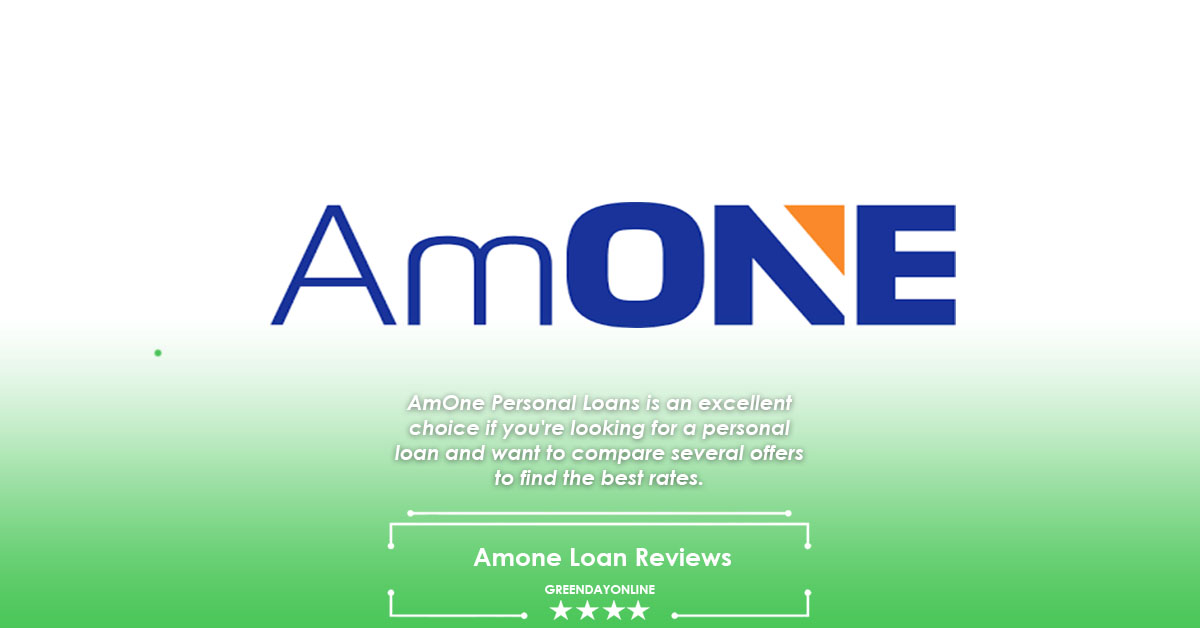 AmONE
AmOne Personal Loans is an excellent
choice if you're looking for a personal
loan and want to compare several offers
to find the best rates.
Amone Loan Reviews
GREENDAYONLINE